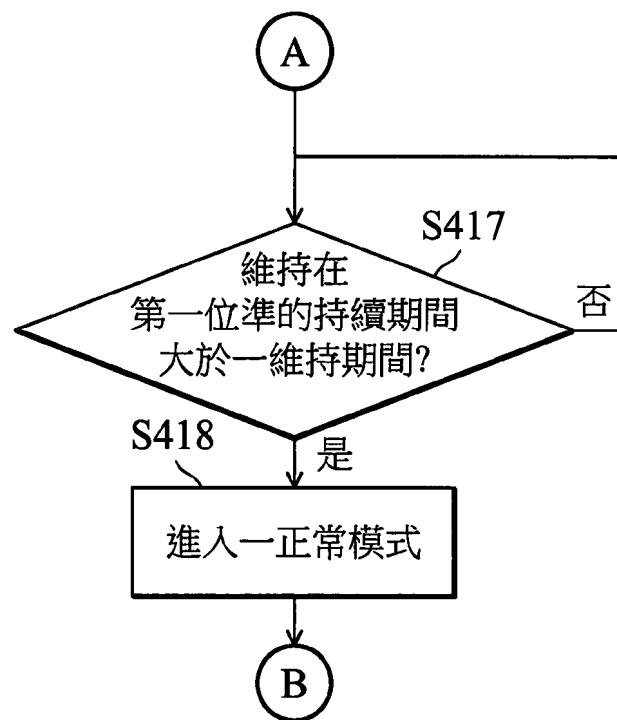 A
S417
維持在
第一位準的持續期間
大於一維持期間?
否
是
S418
進入一正常模式
B